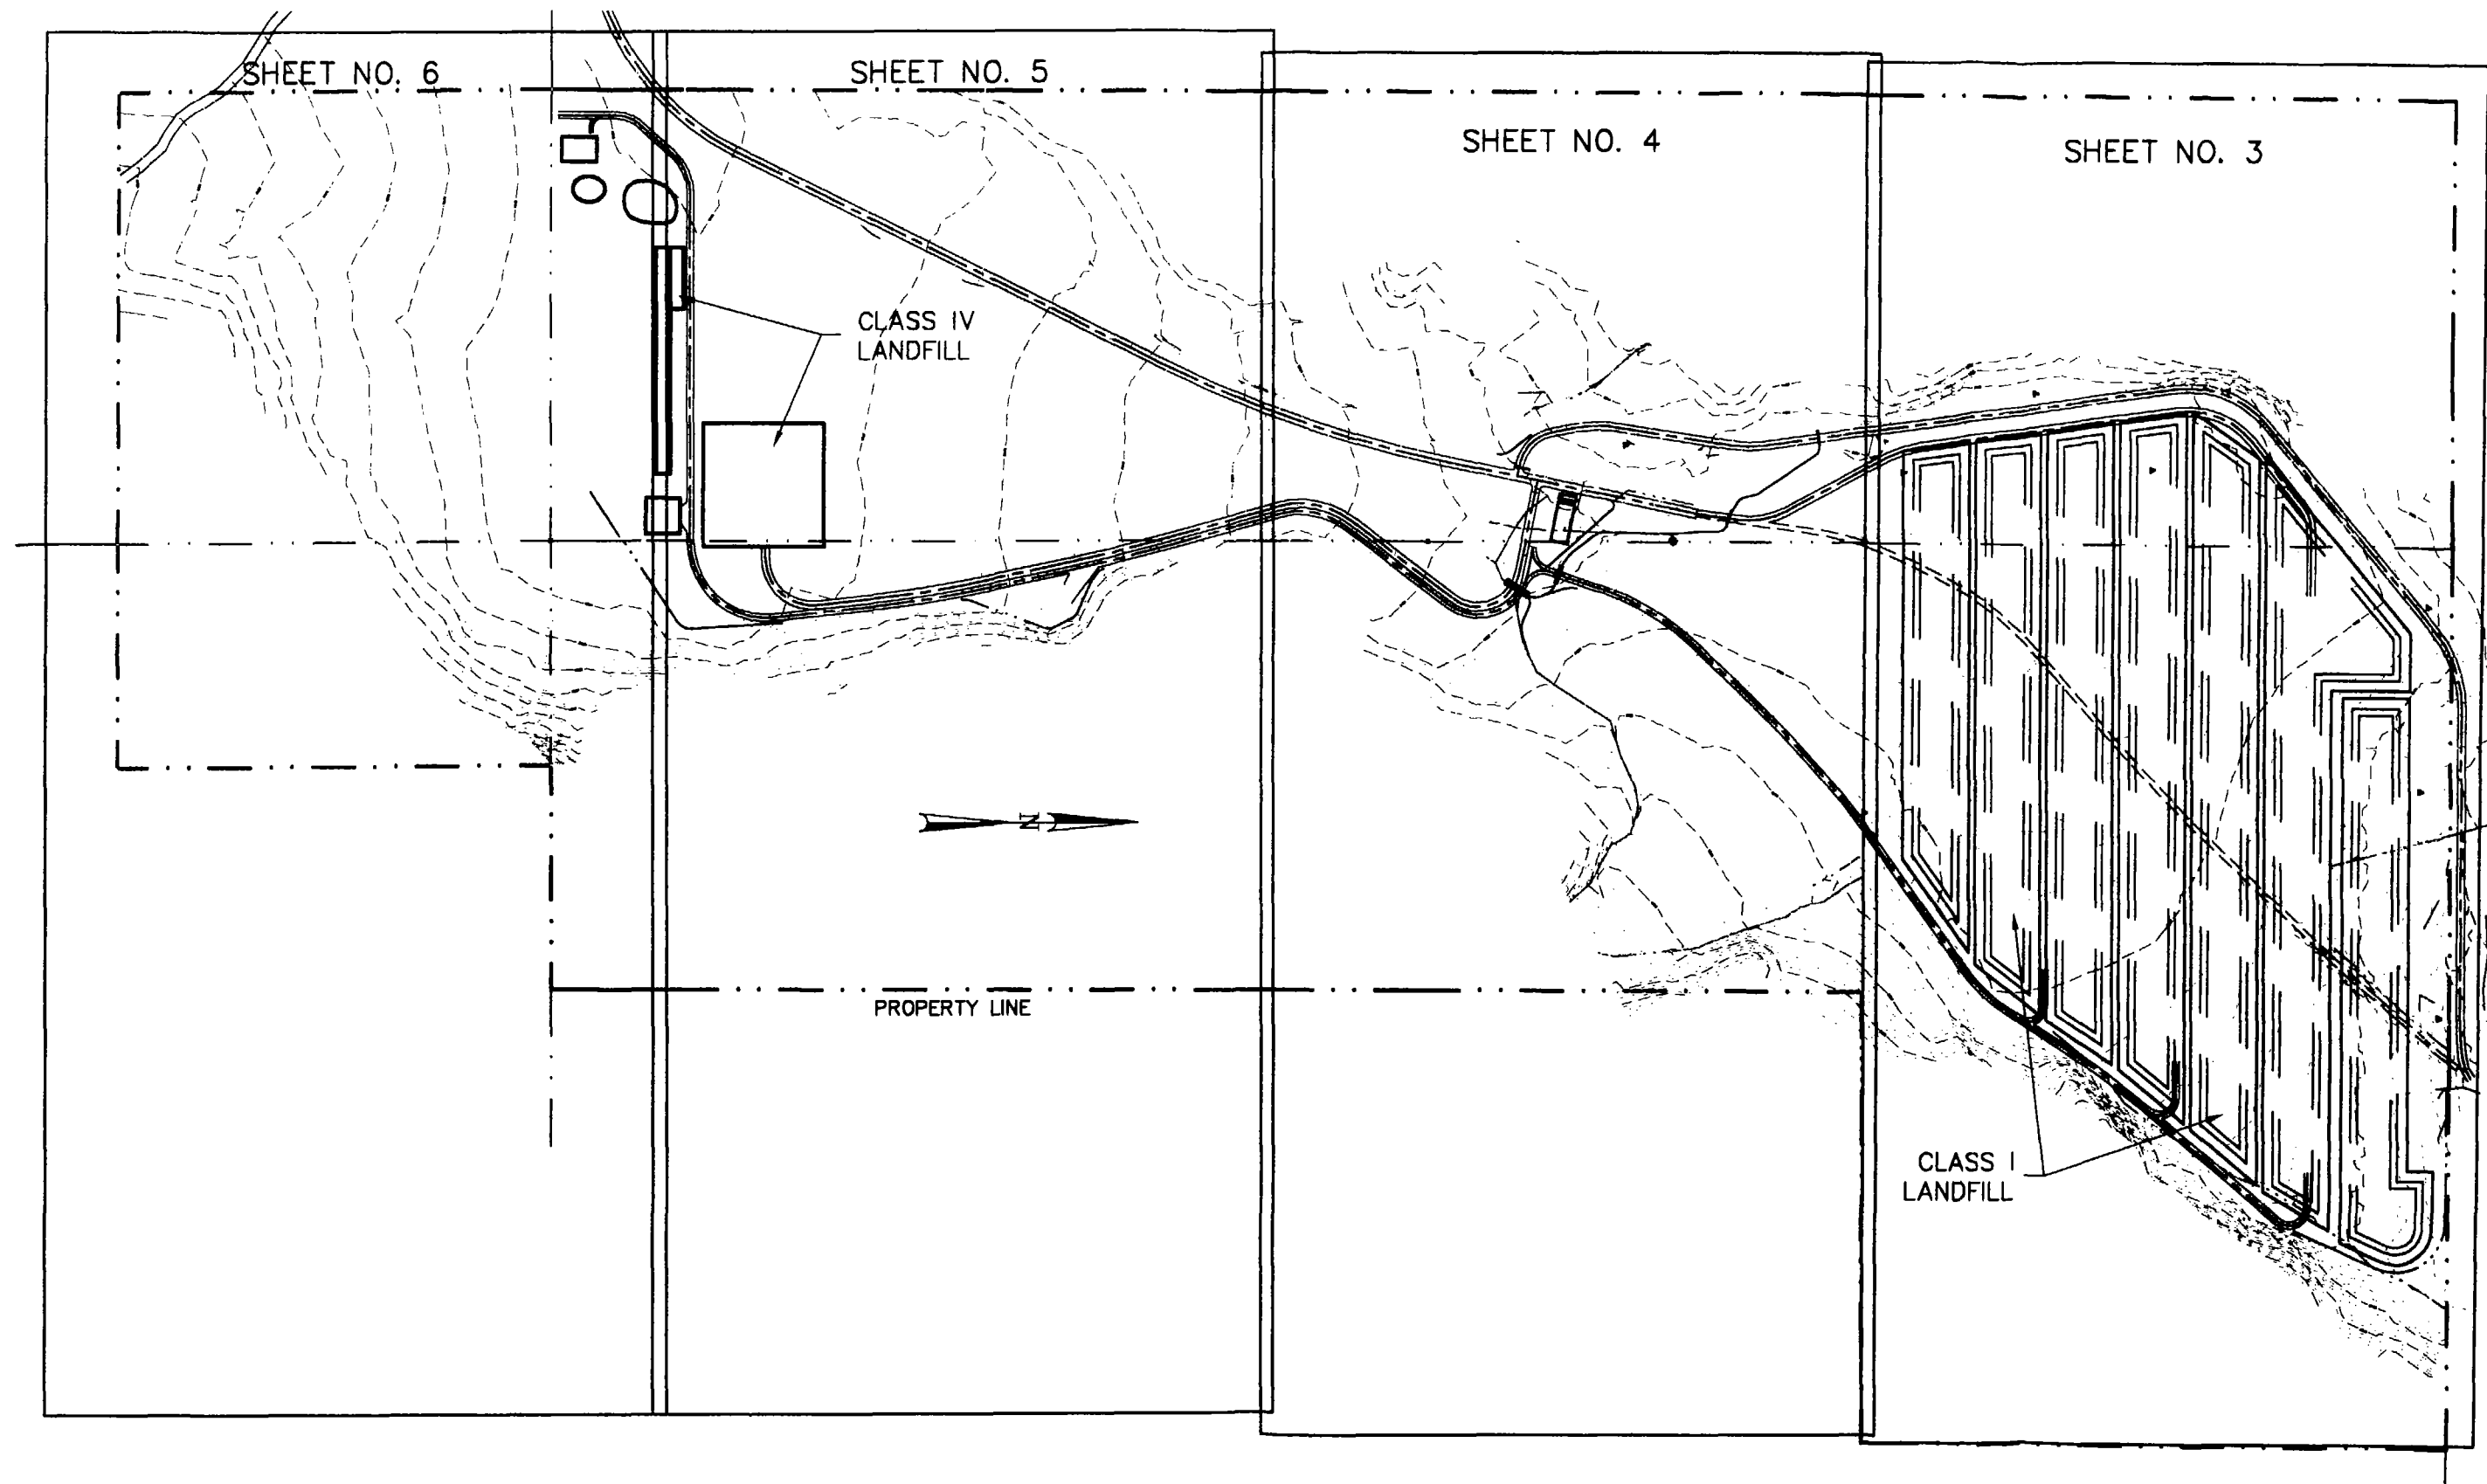 SHEET NO. 6
SHEET NO. 5
SHEET NO. 4
SHEET NO. 3
CLASS IV
LANDFILL
N
PROPERTY LINE
CLASS I
LANDFILL